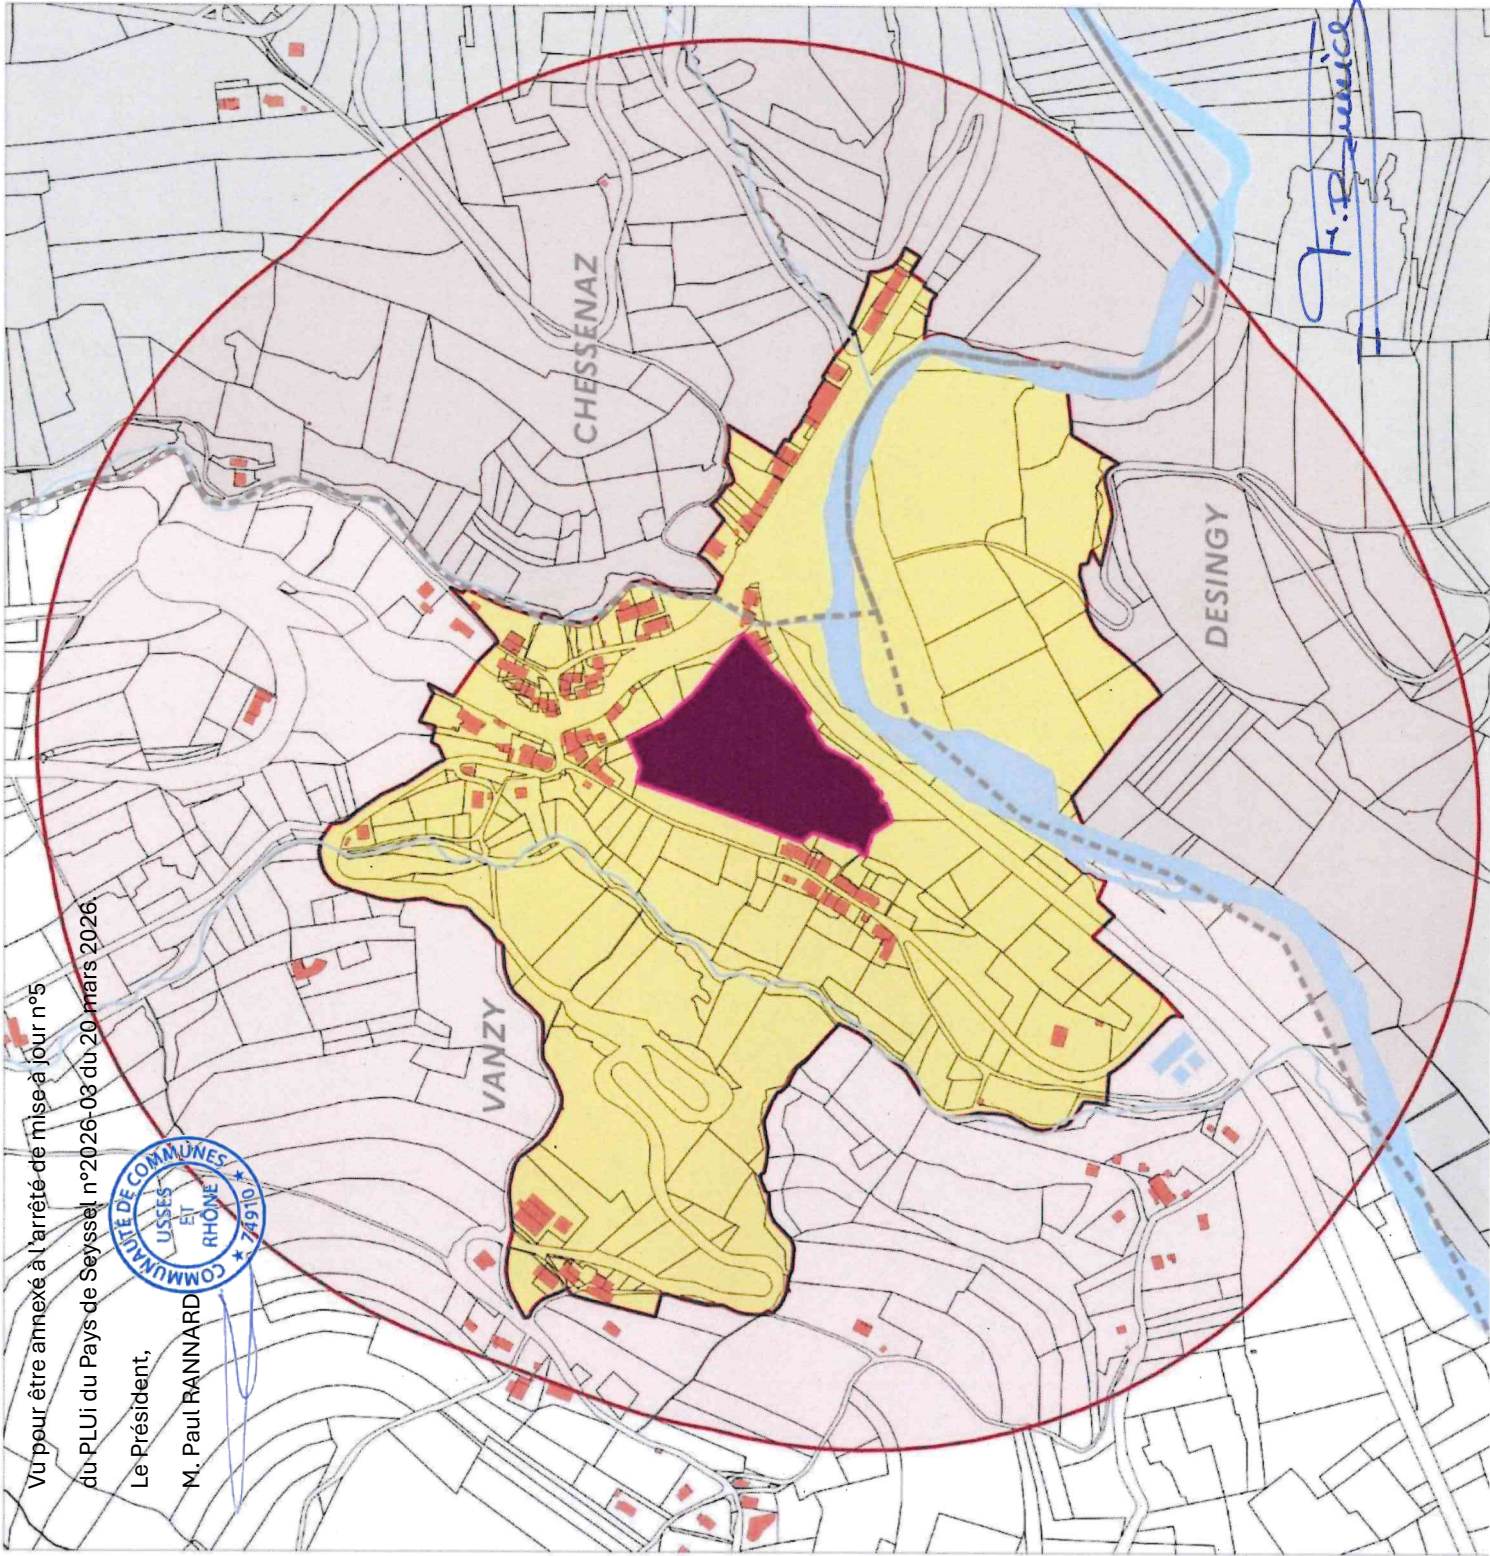 Vu pour être annexé à l'arrêté de mise à jour n°5
du PLUi du Pays de Seyssel n°2026-03 du 20 mars 2026.
Le Président,
M. Paul RANNARD
COMMUNAUTÉ DE COMMUNES
USSES
ET
RHÔNE
★ 74910 ★
VANZY
CHESSENAZ
DESINGY